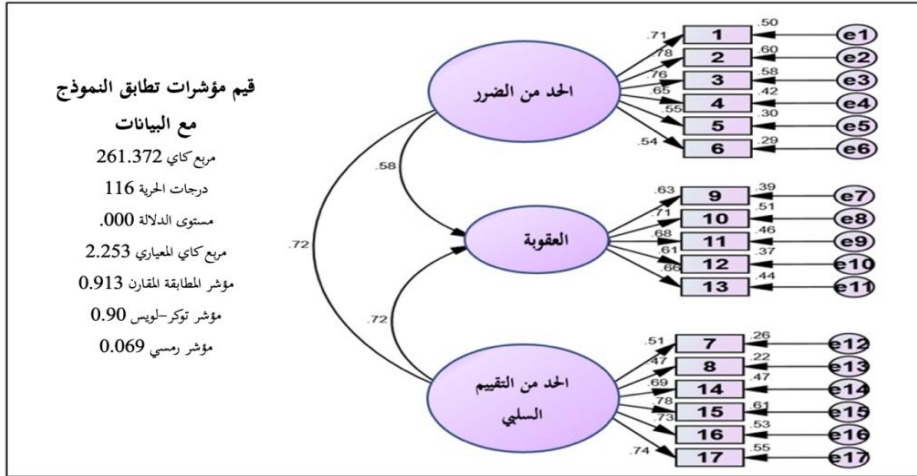 قيم مؤشرات تطابق النموذج
مع البيانات
مربع كاي 261.372
درجات الحرية 116
مستوى الدلالة 000.
مربع كاي المعياري 2.253
مؤشر المطابقة المقارن 0.913
مؤشر توكر-لويس 0.90
مؤشر رمسي 0.069
الحد من الضرر
.71 1 .50 e1
.78 2 .60 e2
.76 3 .58 e3
.65 4 .42 e4
.55 5 .30 e5
.54 6 .29 e6
.58
العقوبة
.63 9 .39 e7
.71 10 .51 e8
.68 11 .46 e9
.61 12 .37 e10
.66 13 .44 e11
.72
.72
الحد من التقييم
السلبي
.51 7 .26 e12
.47 8 .22 e13
.69 14 .47 e14
.78 15 .61 e15
.73 16 .53 e16
.74 17 .55 e17